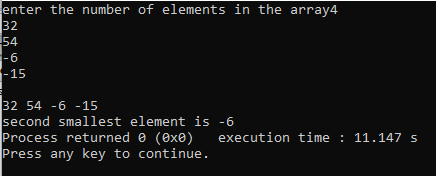 enter the number of elements in the array4
32
54
-6
-15
32 54 -6 -15
second smallest element is -6
Process returned 0 (0x0)   execution time : 11.147 s
Press any key to continue.